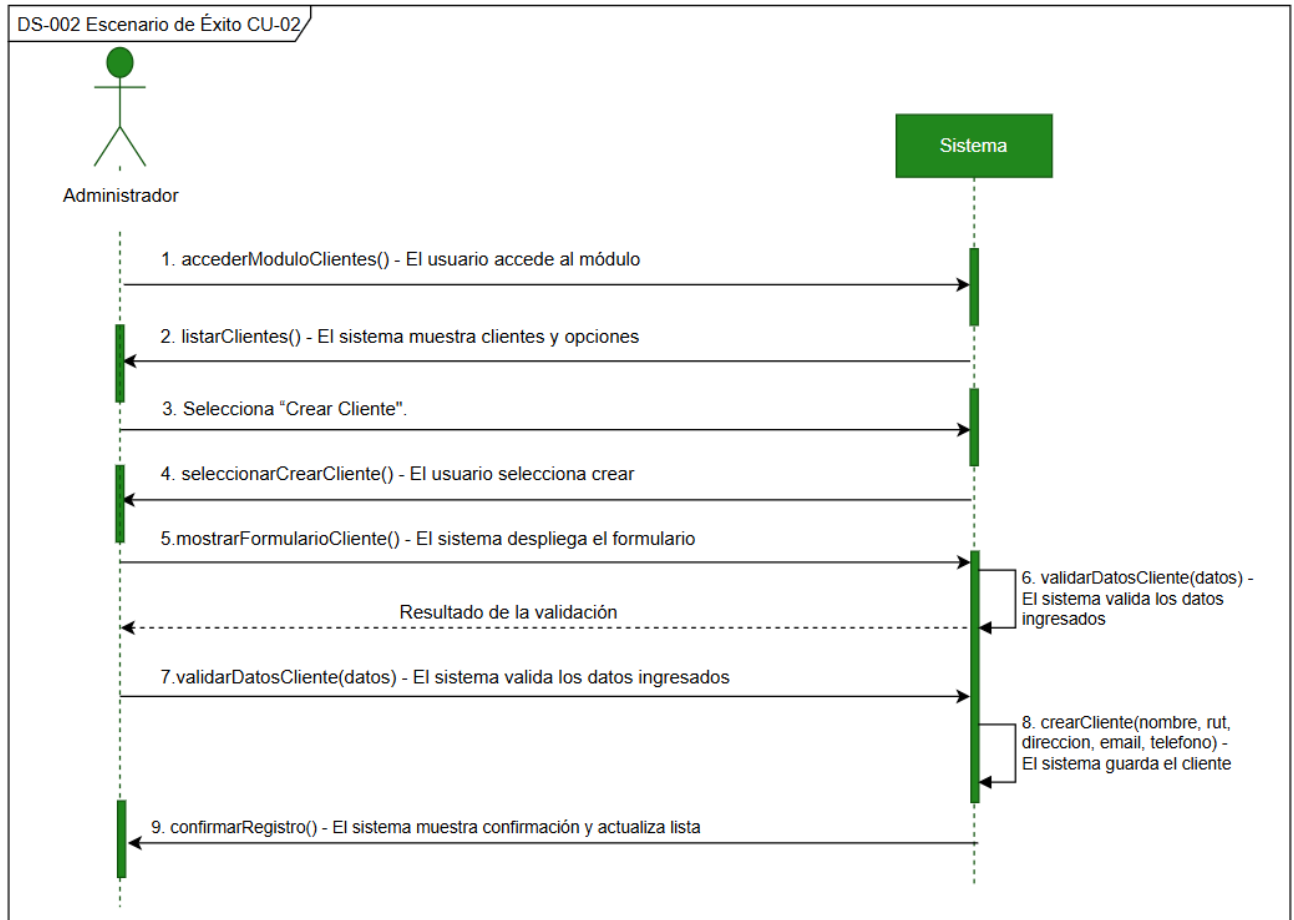 DS-002 Escenario de Éxito CU-02
Sistema
Administrador
1. accederModuloClientes() - El usuario accede al módulo
2. listarClientes() - El sistema muestra clientes y opciones
3. Selecciona “Crear Cliente".
4. seleccionarCrearCliente() - El usuario selecciona crear
5.mostrarFormularioCliente() - El sistema despliega el formulario
6. validarDatosCliente(datos) -
El sistema valida los datos
ingresados
Resultado de la validación
7.validarDatosCliente(datos) - El sistema valida los datos ingresados
8. crearCliente(nombre, rut,
direccion, email, telefono) -
El sistema guarda el cliente
9. confirmarRegistro() - El sistema muestra confirmación y actualiza lista